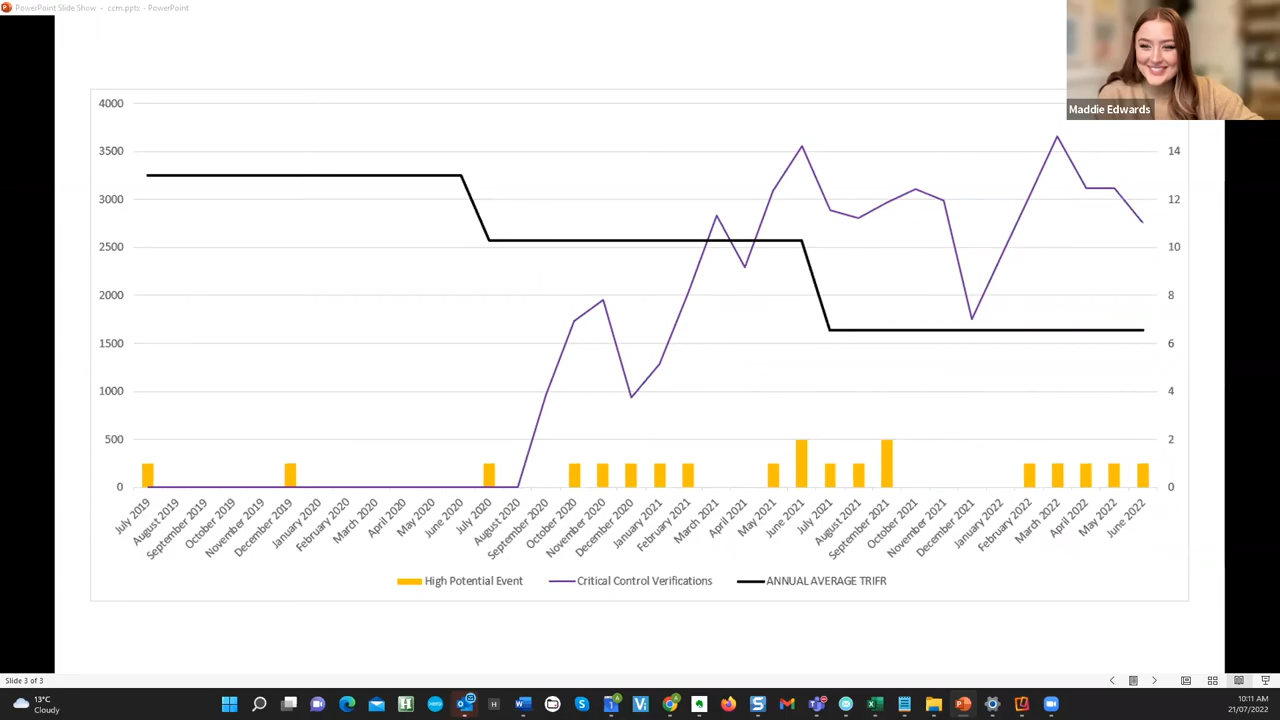 PowerPoint Slide Show - ccm.pptx - PowerPoint
Maddie Edwards
4000
3500
3000
2500
2000
1500
1000
500
0
14
12
10
8
6
4
2
0
July 2019
August 2019
September 2019
October 2019
November 2019
December 2019
January 2020
February 2020
March 2020
April 2020
May 2020
June 2020
July 2020
August 2020
September 2020
October 2020
November 2020
December 2020
January 2021
February 2021
March 2021
April 2021
May 2021
June 2021
July 2021
August 2021
September 2021
October 2021
November 2021
December 2021
January 2022
February 2022
March 2022
April 2022
May 2022
June 2022
High Potential Event
Critical Control Verifications
ANNUAL AVERAGE TRIFR
Slide 3 of 3
13°C
Cloudy
10:11 AM
21/07/2022